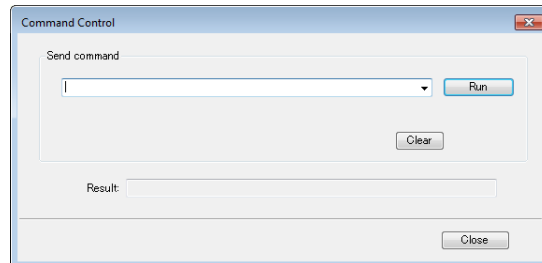 Command Control
Send command
Run
Clear
Result:
Close